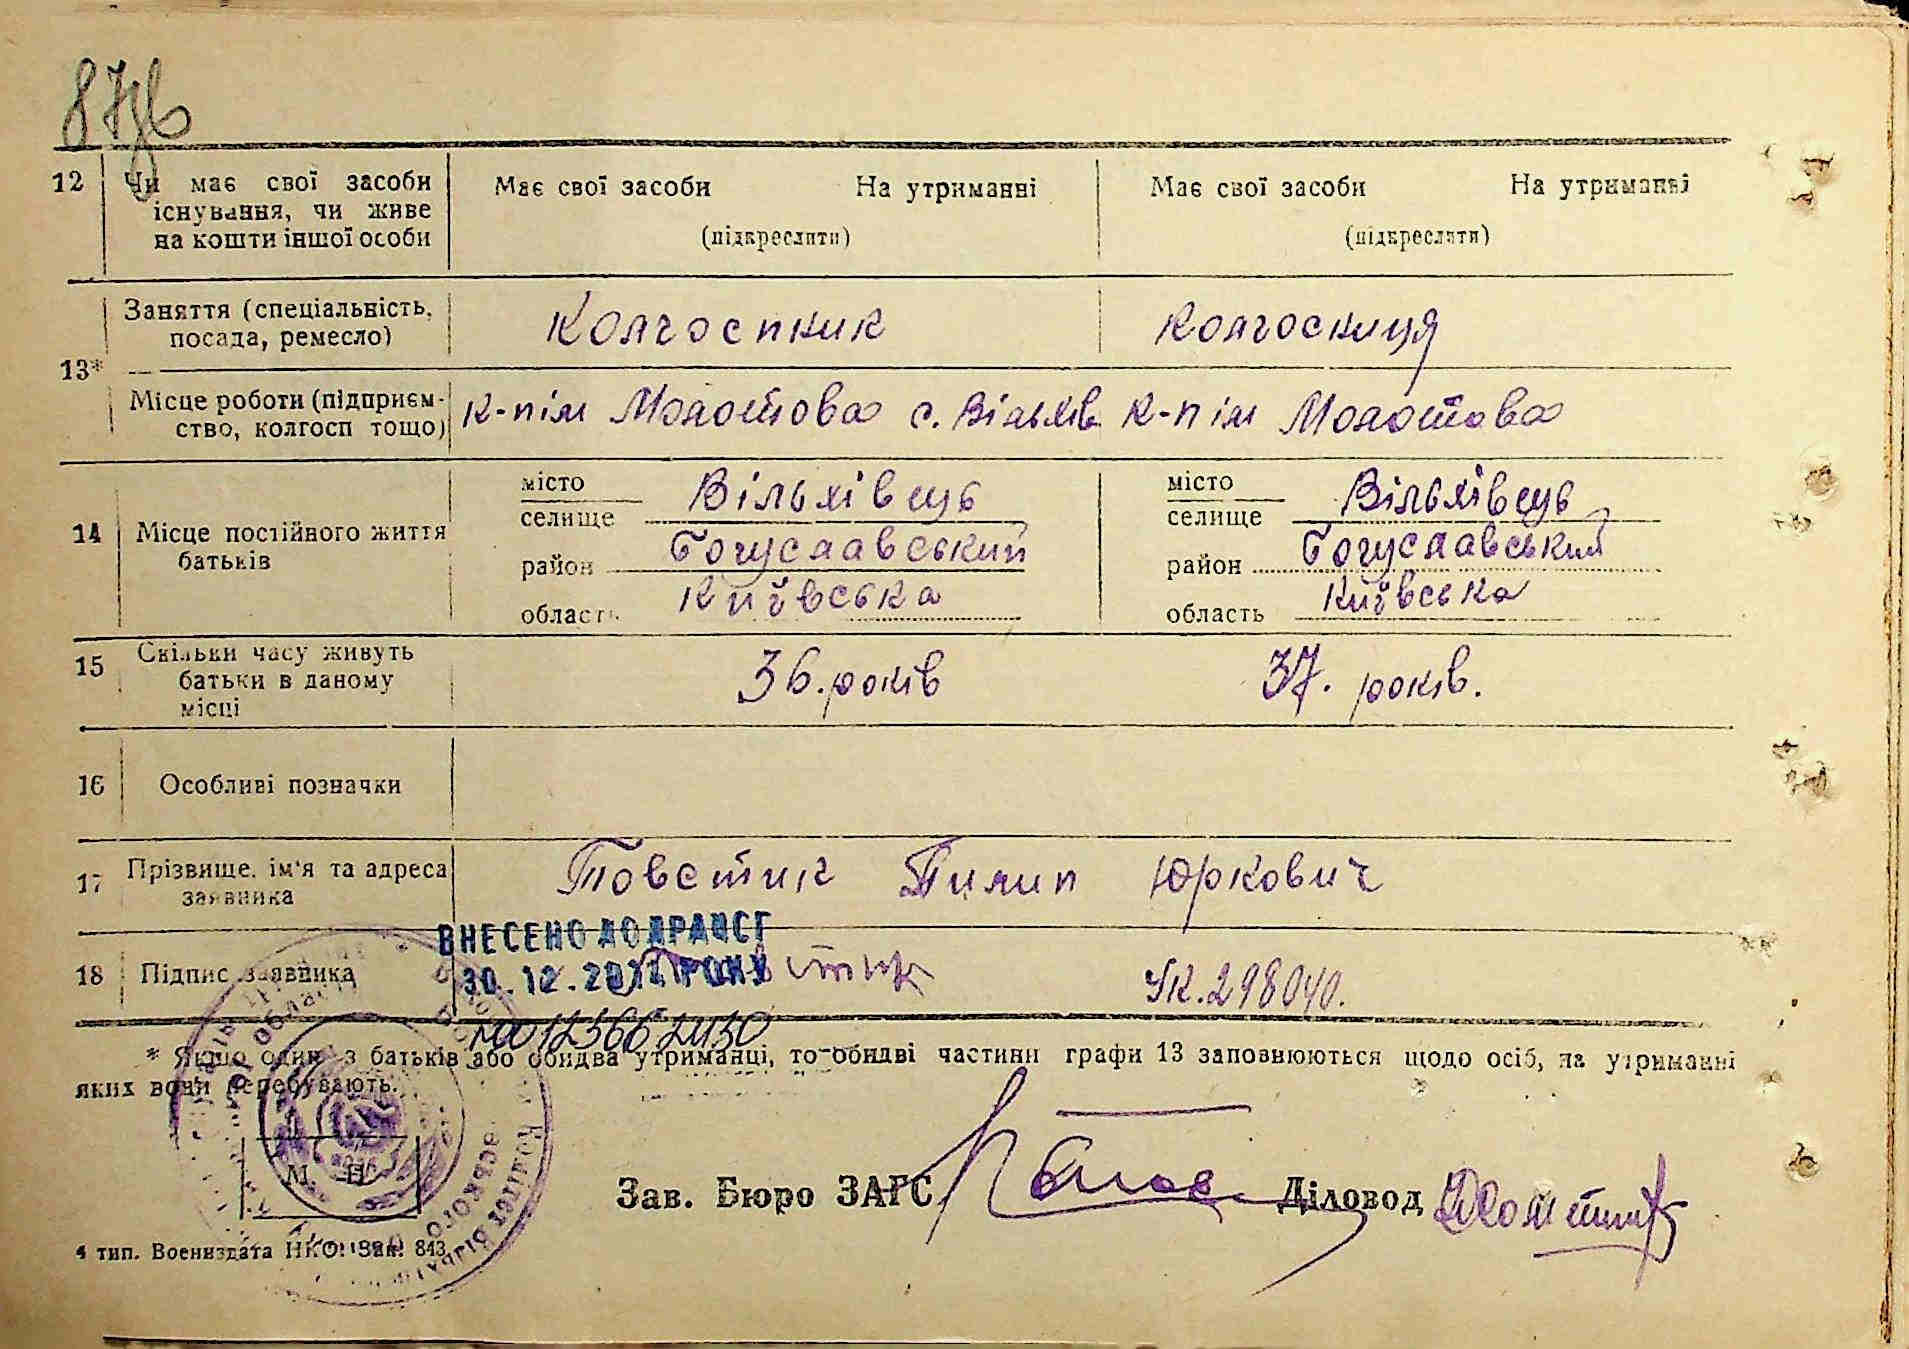 87зв
12 Чи має свої засоби існування, чи живе на кошти іншої особи
Має свої засоби На утриманні (підкреслити)
Має свої засоби На утриманні (підкреслити)
13*
Заняття (спеціальність, посада, ремесло)
Колгоспник
Колгосниця
Місце роботи (підприємство, колгосп тощо)
К-п ім Молотова с. Вільхів.
К-п ім Молотова
14 Місце постійного життя батьків
місто
селище Вільхівець
район Богуславський
область Київська
місто
селище Вільхівець
район Богуславський
область Київська
15 Скільки часу живуть батьки в даному місці
36. років
37. років.
16 Особливі позначки
17 Прізвище, ім'я та адреса заявника
Товстик Пилип Юркович
ВНЕСЕНО ДО ДРАЦСГ
18 Підпис заявника
30.12.2011 РОКУ
УК.298040.
* Якщо один з батьків або обидва утриманці, то обидві частини графи 13 заповнюються щодо осіб, на утриманні
яких вони перебувають.
М. П.
Зав. Бюро ЗАГС
Діловод
4 тип. Воениздата НКО. Зак. 843.